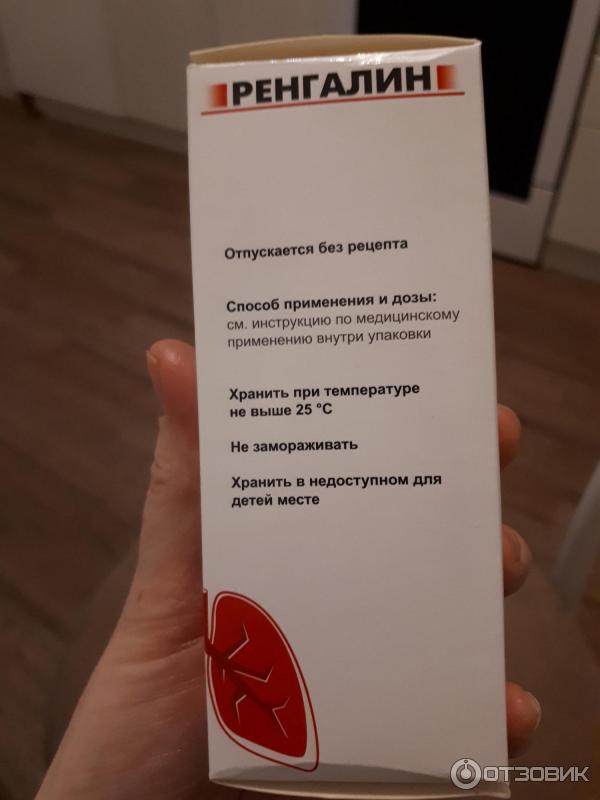 РЕНГАЛИН
Отпускается без рецепта
Способ применения и дозы:
см. инструкцию по медицинскому
применению внутри упаковки
Хранить при температуре
не выше 25 °C
Не замораживать
Хранить в недоступном для
детей месте
ОТЗОВИК